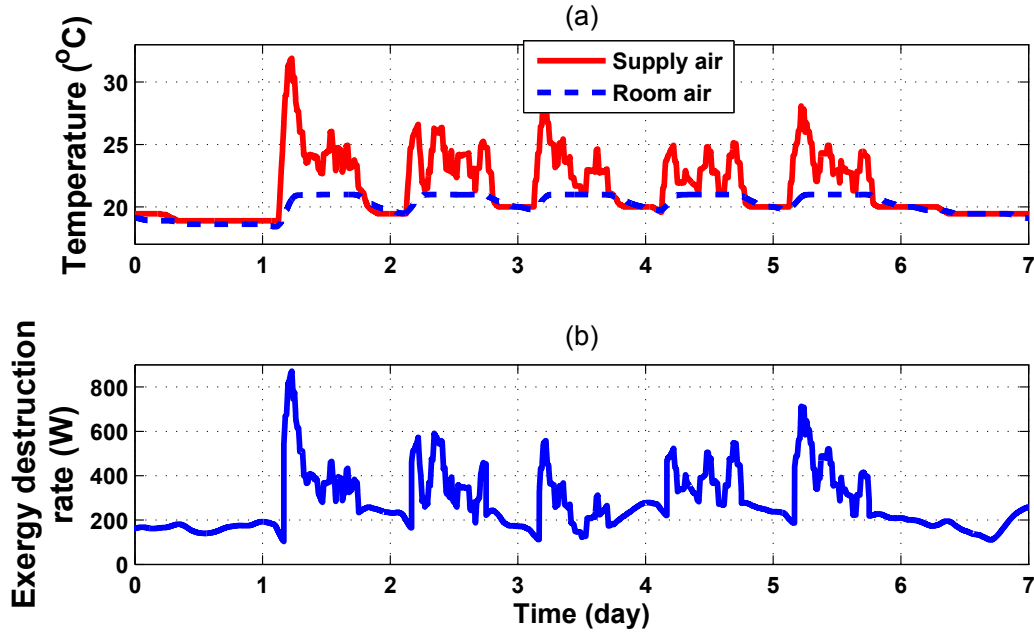 (a)
Temperature (°C)
30
25
20
Supply air
Room air
0 1 2 3 4 5 6 7
(b)
Exergy destruction
rate (W)
800
600
400
200
0
0 1 2 3 4 5 6 7
Time (day)